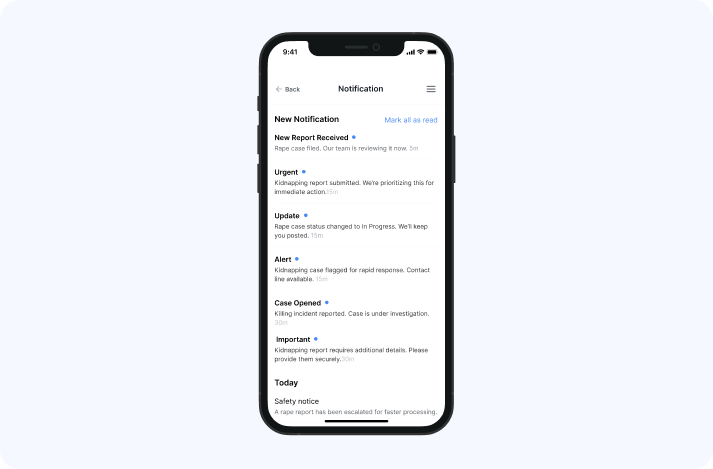 9:41
Back
Notification
New Notification
Mark all as read
New Report Received
Rape case filed. Our team is reviewing it now. 5m
Urgent
Kidnapping report submitted. We're prioritizing this for
immediate action.15m
Update
Rape case status changed to In Progress. We'll keep
you posted. 15m
Alert
Kidnapping case flagged for rapid response. Contact
line available. 15m
Case Opened
Killing incident reported. Case is under investigation.
30m
Important
Kidnapping report requires additional details. Please
provide them securely.30m
Today
Safety notice
A rape report has been escalated for faster processing.